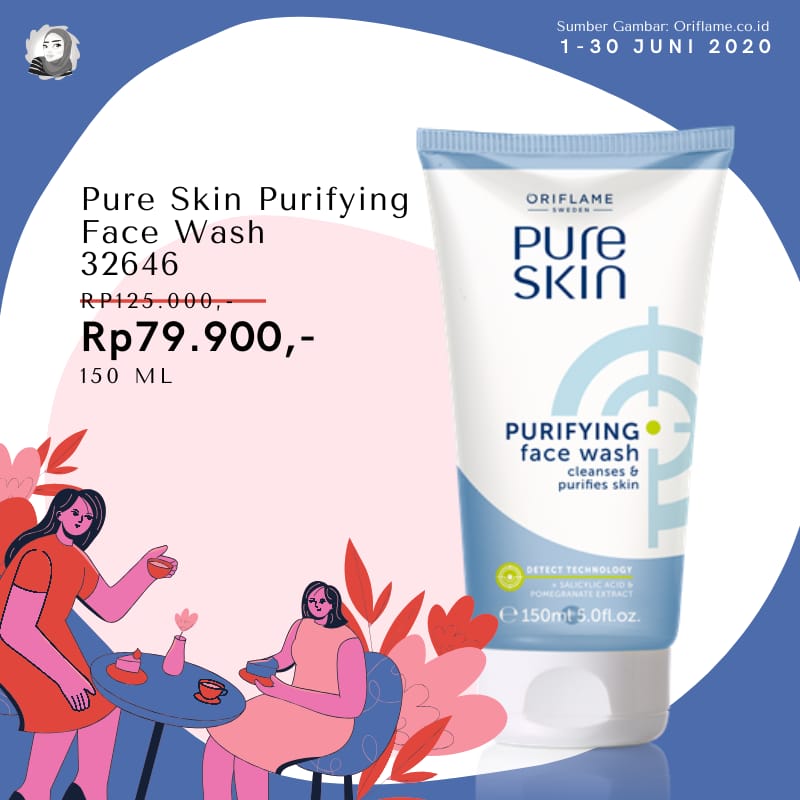 Sumber Gambar: Oriflame.co.id
1-30 JUNI 2020
Pure Skin Purifying
Face Wash
32646
RP125.000,-
Rp79.900,-
150 ML
ORIFLAME
SWEDEN
PURE
SKIN
PURIFYING
face wash
cleanses &
purifies skin
DETECT TECHNOLOGY
+ SALICYLIC ACID &
POMEGRANATE EXTRACT
℮ 150ml 5.0fl.oz.